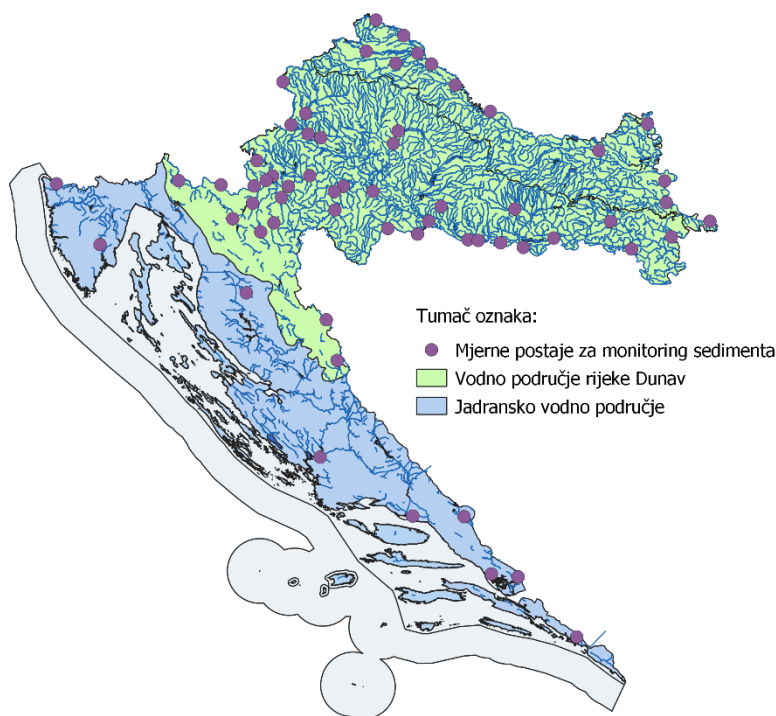 Tumač oznaka:
Mjerne postaje za monitoring sedimenta
Vodno područje rijeke Dunav
Jadransko vodno područje